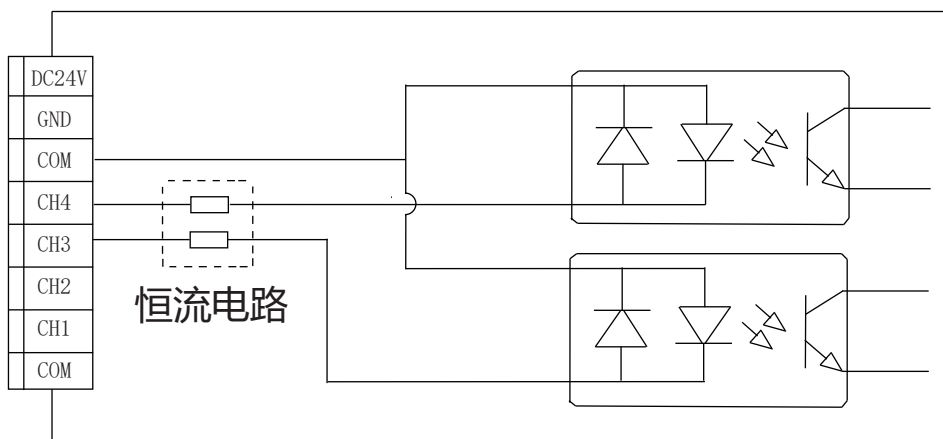 DC24V
GND
COM
CH4
CH3
CH2
CH1
COM
恒流电路